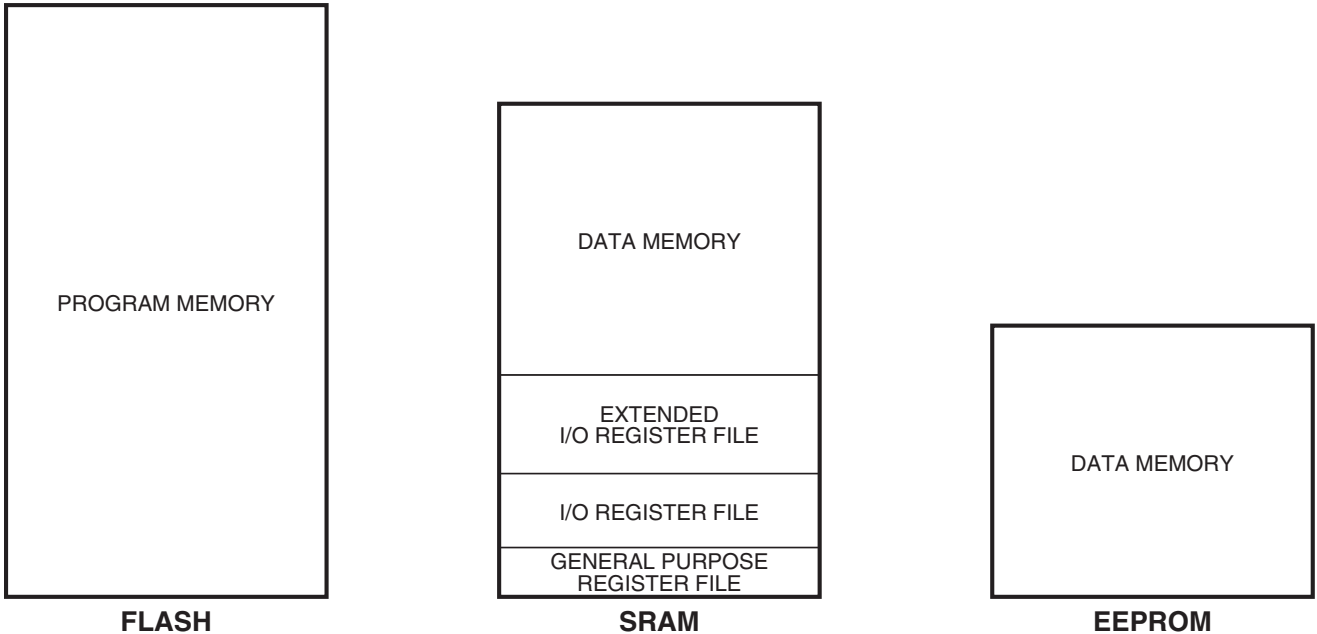 PROGRAM MEMORY
FLASH
DATA MEMORY
EXTENDED
I/O REGISTER FILE
I/O REGISTER FILE
GENERAL PURPOSE
REGISTER FILE
SRAM
DATA MEMORY
EEPROM